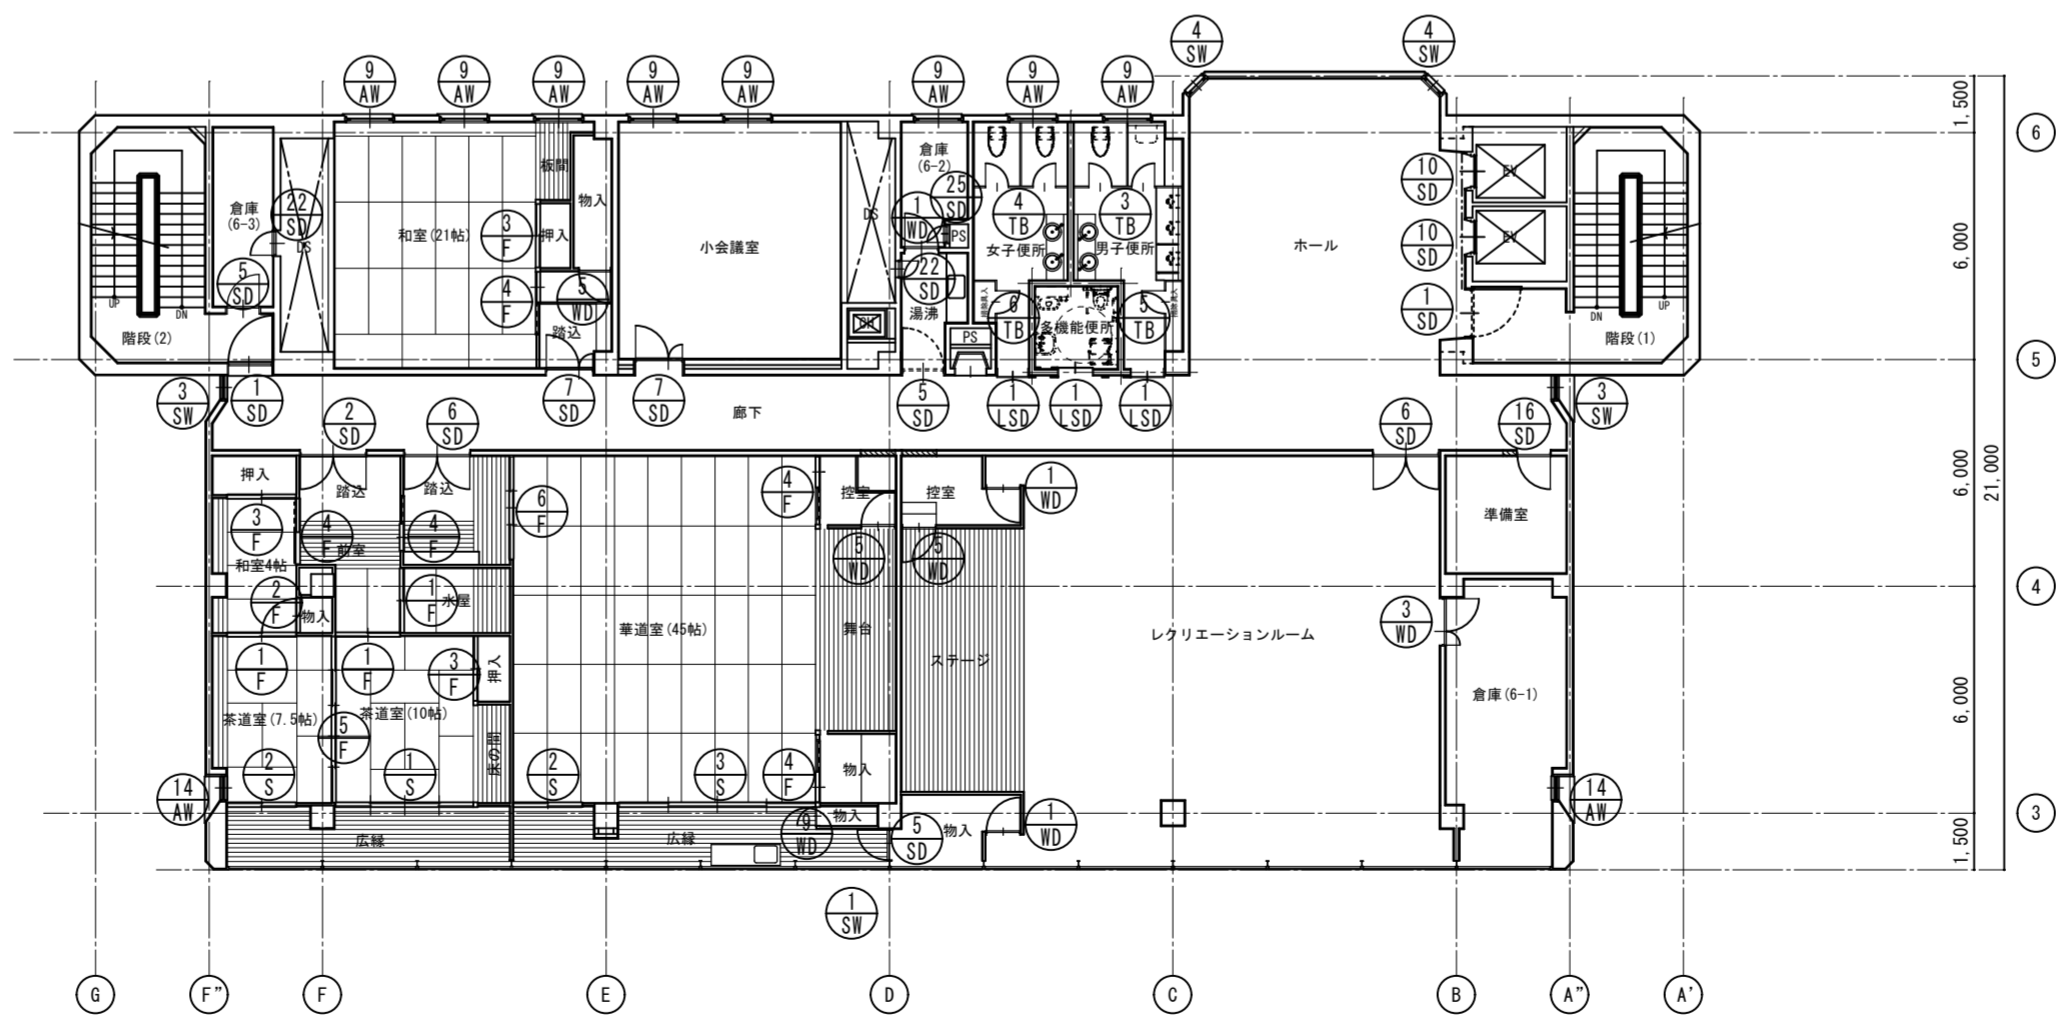 4
SW
4
SW
9
AW
9
AW
9
AW
9
AW
9
AW
9
AW
9
AW
9
AW
1,500
6
板間
倉庫
(6-2)
10
SD
EV
25
SD
22
SD
倉庫
(6-3)
物入
1
WD
4
TB
3
TB
DS
3
F
和室(21帖)
押入
小会議室
PS
女子便所
男子便所
ホール
10
SD
EV
6,000
DS
5
SD
4
F
5
WD
22
SD
1
SD
UP
DN
湯沸
6
TB
多機能便所
5
TB
DN
UP
階段(2)
踏込
PS
階段(1)
5
3
SW
1
SD
7
SD
7
SD
5
SD
1
LSD
1
LSD
1
LSD
3
SW
廊下
2
SD
6
SD
6
SD
16
SD
押入
踏込
踏込
4
F
控室
控室
1
WD
6,000
21,000
6
F
準備室
3
F
4
F
前室
4
F
和室4帖
5
WD
5
WD
4
2
F
物入
1
F
水屋
華道室(45帖)
舞台
レクリエーションルーム
3
WD
1
F
1
F
3
F
押入
ステージ
倉庫(6-1)
6,000
茶道室(7.5帖)
5
F
茶道室(10帖)
床の間
2
S
1
S
2
S
3
S
4
F
物入
14
AW
14
AW
物入
3
広縁
広縁
9
WD
5
SD
物入
1
WD
1,500
1
SW
G
F”
F
E
D
C
B
A”
A’